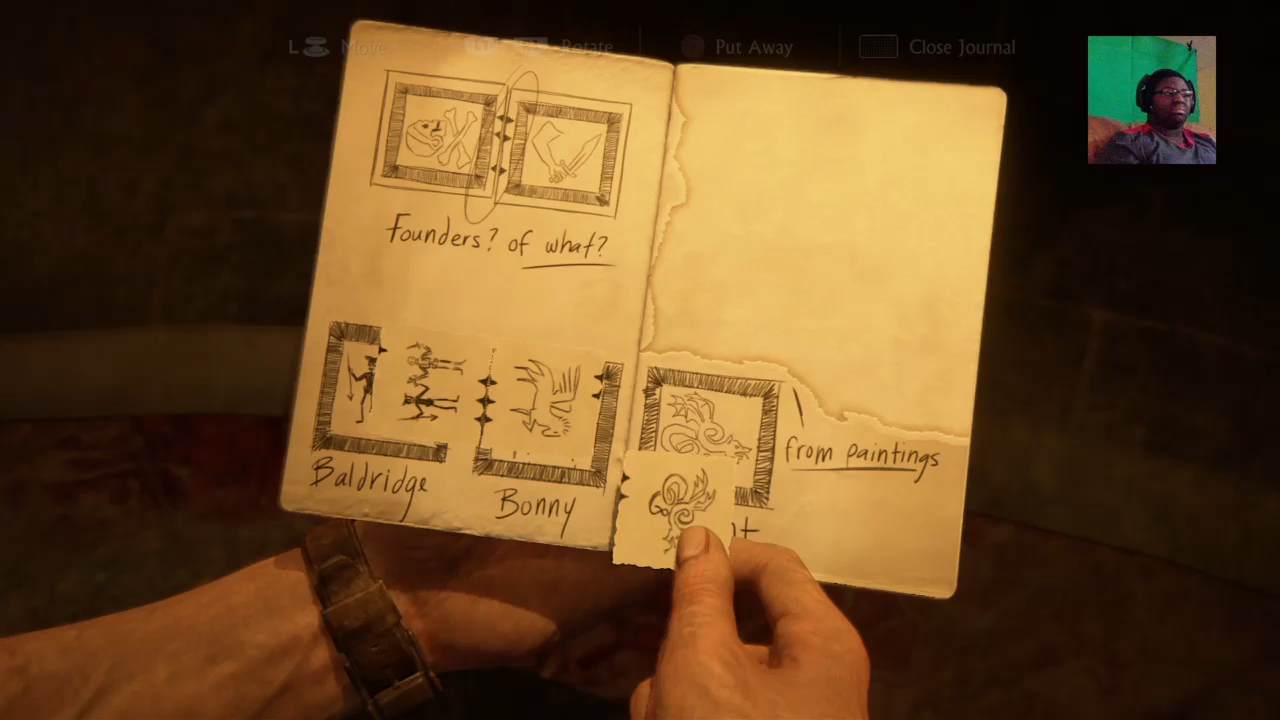 L Move
Rotate
Put Away
Close Journal
Founders? of what?
Baldridge
Bonny
from paintings